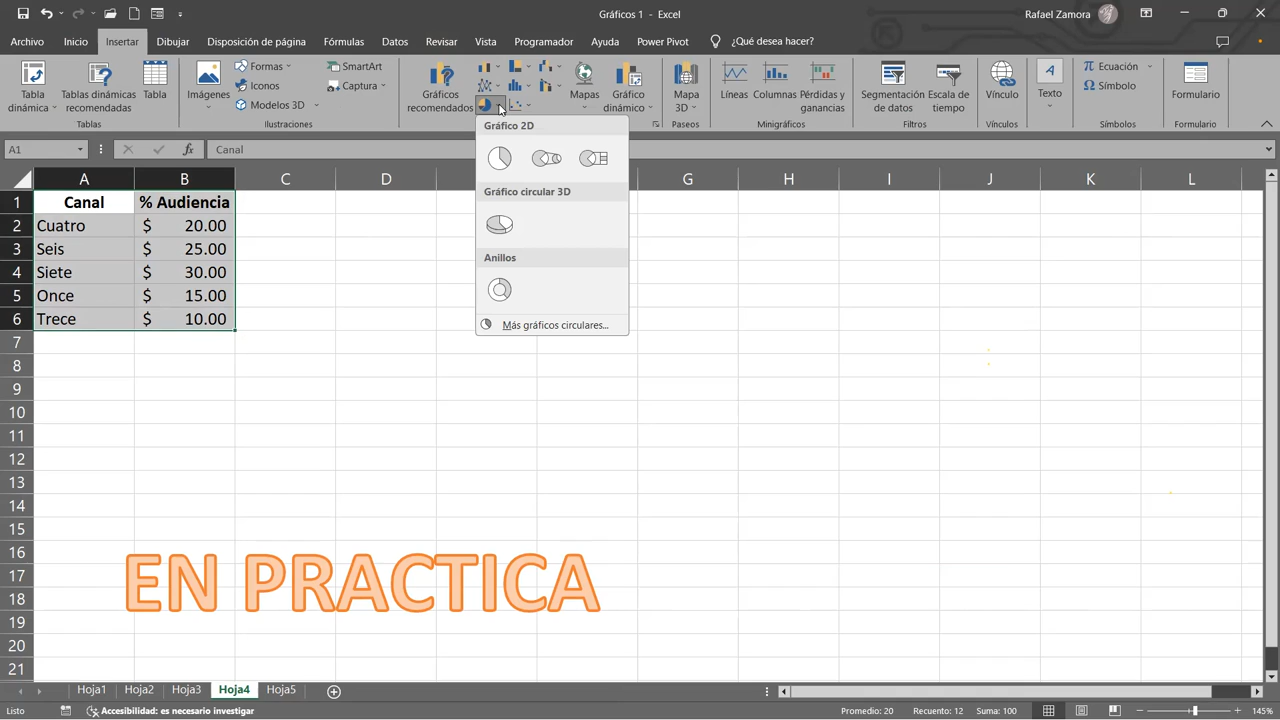 Gráficos 1 - Excel
Rafael Zamora
Archivo Inicio Insertar Dibujar Disposición de página Fórmulas Datos Revisar Vista Programador Ayuda Power Pivot ¿Qué desea hacer?
Tabla dinámica
Tablas dinámicas recomendadas
Tabla
Tablas
Imágenes
Formas
Iconos
Modelos 3D
SmartArt
Captura
Ilustraciones
Gráficos recomendados
Mapas
Gráfico dinámico
Mapa 3D
Paseos
Líneas
Columnas
Pérdidas y ganancias
Minigráficos
Segmentación de datos
Escala de tiempo
Filtros
Vínculo
Vínculos
Texto
Ecuación
Símbolo
Símbolos
Formulario
Formulario
A1
fx
Canal
Gráfico 2D
Gráfico circular 3D
Anillos
Más gráficos circulares...
A B C D G H I J K L
1 Canal % Audiencia
2 Cuatro $ 20.00
3 Seis $ 25.00
4 Siete $ 30.00
5 Once $ 15.00
6 Trece $ 10.00
7
8
9
10
11
12
13
14
15
16
17
18
19
20
21
EN PRACTICA
Hoja1 Hoja2 Hoja3 Hoja4 Hoja5
Listo
Accesibilidad: es necesario investigar
Promedio: 20 Recuento: 12 Suma: 100
145%